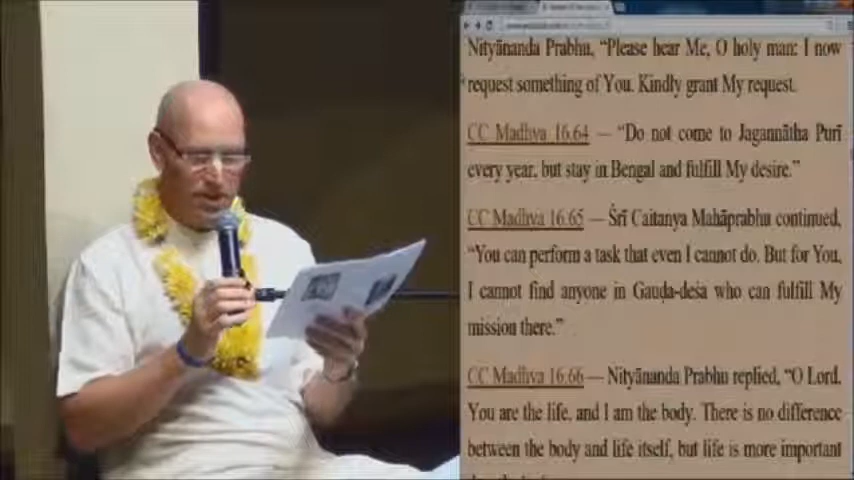 Nityānanda Prabhu, “Please hear Me, O holy man: I now
request something of You. Kindly grant My request.
CC Madhya 16.64 — “Do not come to Jagannātha Purī
every year, but stay in Bengal and fulfill My desire.”
CC Madhya 16.65 — Śrī Caitanya Mahāprabhu continued,
“You can perform a task that even I cannot do. But for You,
I cannot find anyone in Gauḍa-deśa who can fulfill My
mission there.”
CC Madhya 16.66 — Nityānanda Prabhu replied, “O Lord,
You are the life, and I am the body. There is no difference
between the body and life itself, but life is more important